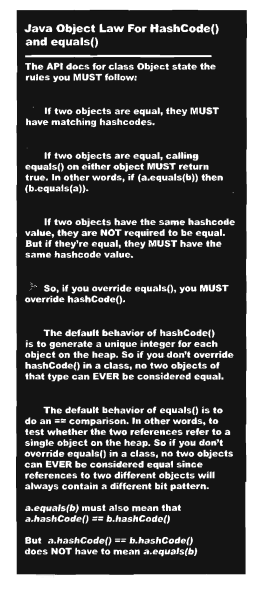 Java Object Law For HashCode()
and equals()
The API docs for class Object state the
rules you MUST follow:
If two objects are equal, they MUST
have matching hashcodes.
If two objects are equal, calling
equals() on either object MUST return
true. In other words, if (a.equals(b)) then
(b.equals(a)).
If two objects have the same hashcode
value, they are NOT required to be equal.
But if they're equal, they MUST have the
same hashcode value.
So, if you override equals(), you MUST
override hashCode().
The default behavior of hashCode()
is to generate a unique integer for each
object on the heap. So if you don't override
hashCode() in a class, no two objects of
that type can EVER be considered equal.
The default behavior of equals() is to
do an == comparison. In other words, to
test whether the two references refer to a
single object on the heap. So if you don't
override equals() in a class, no two objects
can EVER be considered equal since
references to two different objects will
always contain a different bit pattern.
a.equals(b) must also mean that
a.hashCode() == b.hashCode()
But a.hashCode() == b.hashCode()
does NOT have to mean a.equals(b)